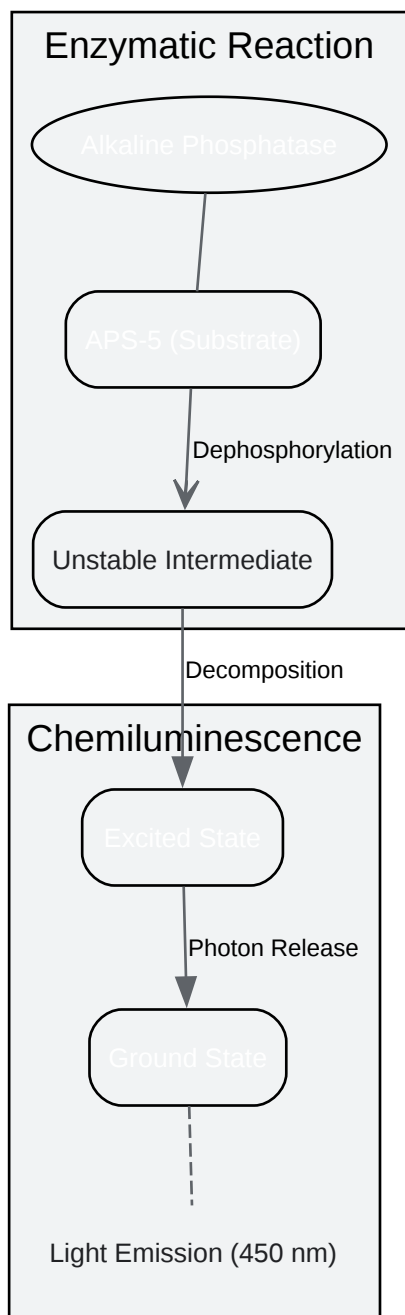 Enzymatic Reaction
Alkaline Phosphatase
APS-5 (Substrate)
Dephosphorylation
Unstable Intermediate
Decomposition
Chemiluminescence
Excited State
Photon Release
Ground State
Light Emission (450 nm)